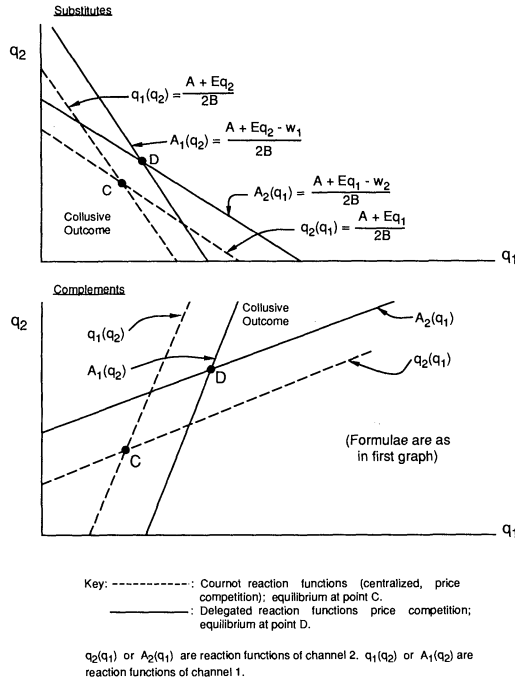 Substitutes
q2
q1(q2) = A + Eq2 / 2B
A1(q2) = A + Eq2 - w1 / 2B
D
C
A2(q1) = A + Eq1 - w2 / 2B
Collusive
Outcome
q2(q1) = A + Eq1 / 2B
q1
Complements
q2
q1(q2)
Collusive
Outcome
A2(q1)
A1(q2)
q2(q1)
D
C
(Formulae are as
in first graph)
q1
Key: ------------: Cournot reaction functions (centralized, price
competition); equilibrium at point C.
————: Delegated reaction functions price competition;
equilibrium at point D.
q2(q1) or A2(q1) are reaction functions of channel 2. q1(q2) or A1(q2) are
reaction functions of channel 1.